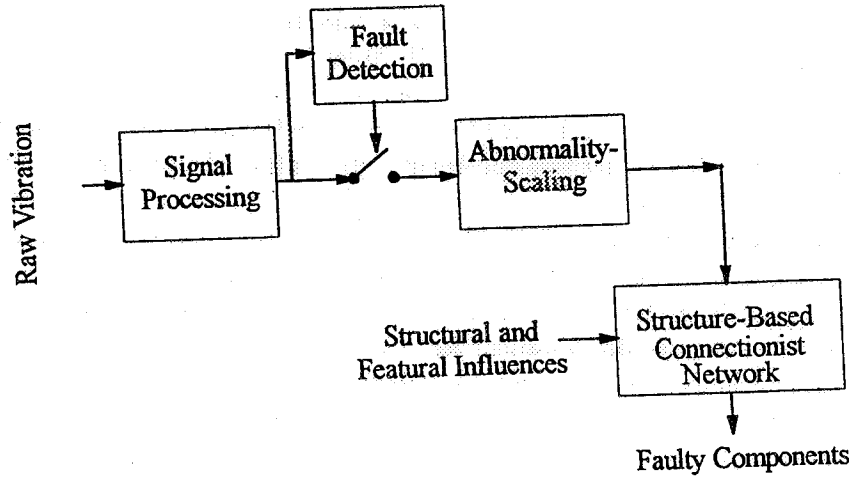 Fault
Detection
Raw Vibration
Signal
Processing
Abnormality-
Scaling
Structural and
Featural Influences
Structure-Based
Connectionist
Network
Faulty Components